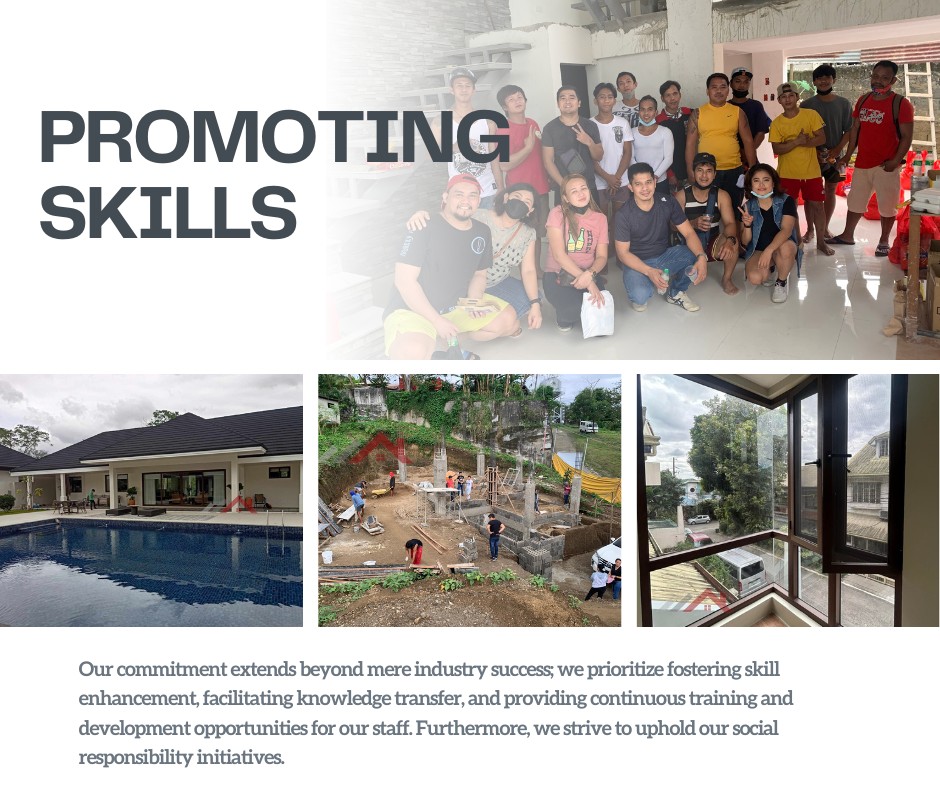 PROMOTING
SKILLS
Our commitment extends beyond mere industry success; we prioritize fostering skill
enhancement, facilitating knowledge transfer, and providing continuous training and
development opportunities for our staff. Furthermore, we strive to uphold our social
responsibility initiatives.